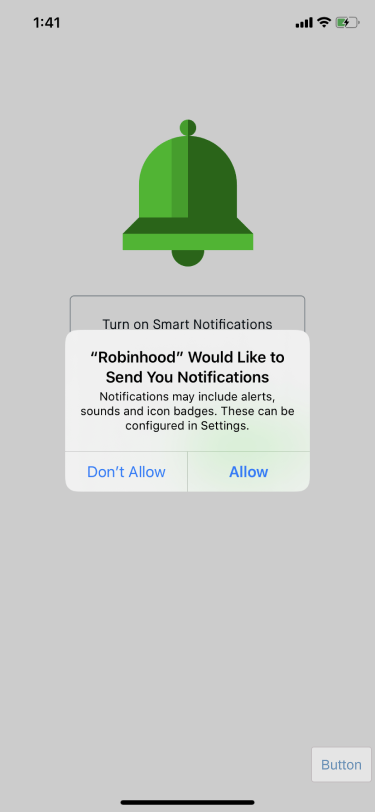 1:41
Turn on Smart Notifications
“Robinhood” Would Like to
Send You Notifications
Notifications may include alerts,
sounds and icon badges. These can be
configured in Settings.
Don’t Allow
Allow
Button